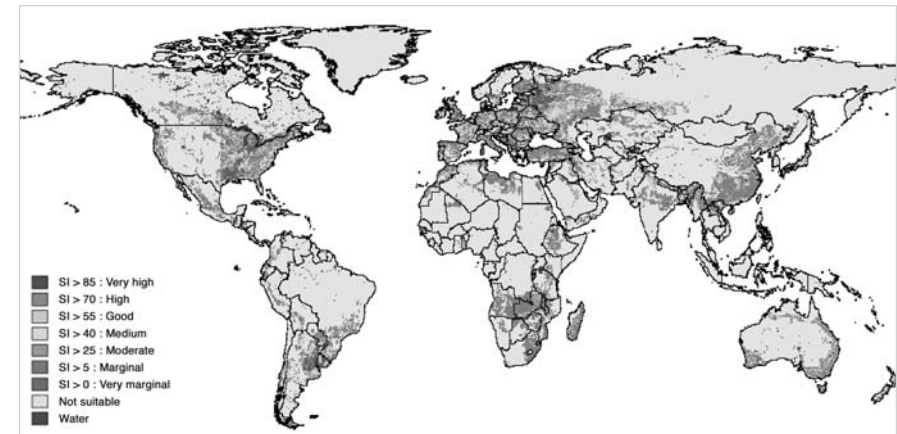 SI > 85 : Very high
SI > 70 : High
SI > 55 : Good
SI > 40 : Medium
SI > 25 : Moderate
SI > 5 : Marginal
SI > 0 : Very marginal
Not suitable
Water